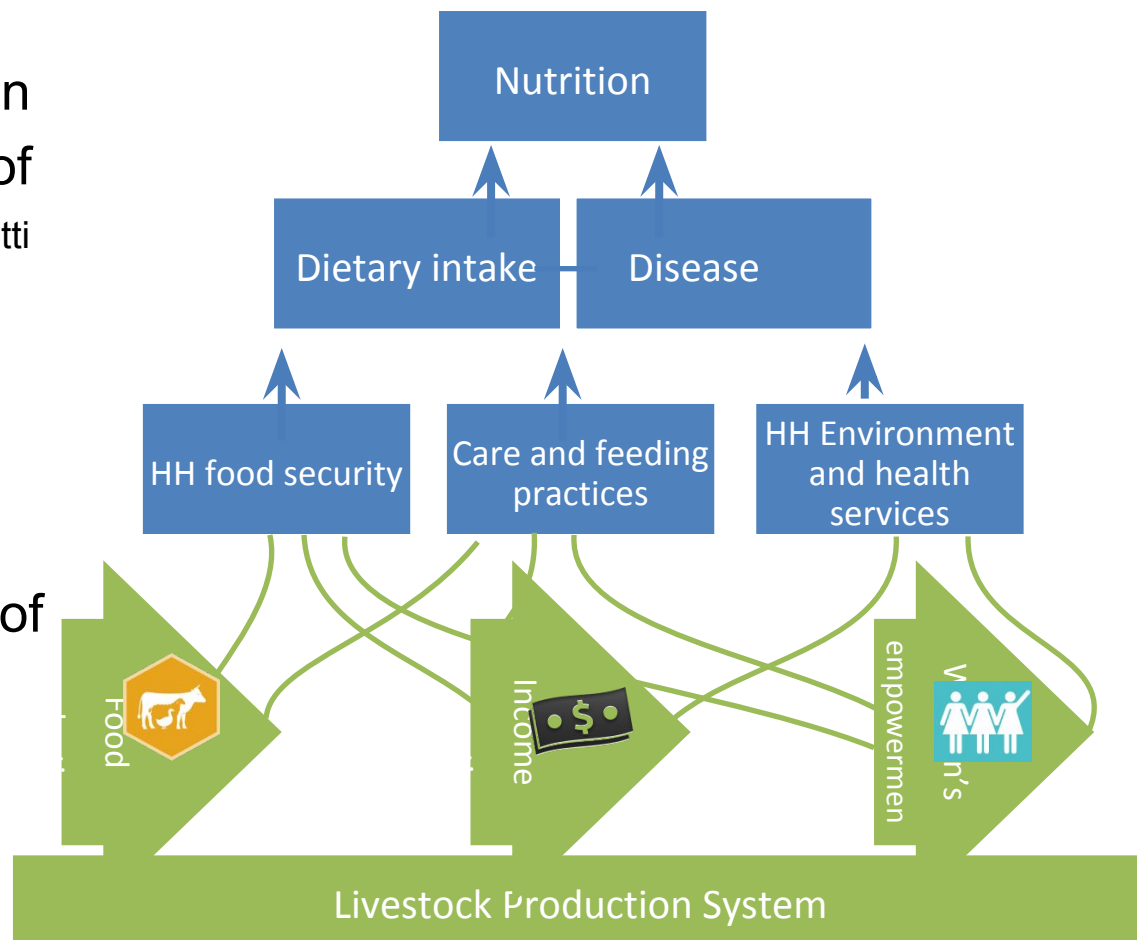 n
of
tti
of
Nutrition
Dietary intake
Disease
HH food security
Care and feeding
practices
HH Environment
and health
services
Food
Income
empowermen
Livestock Production System